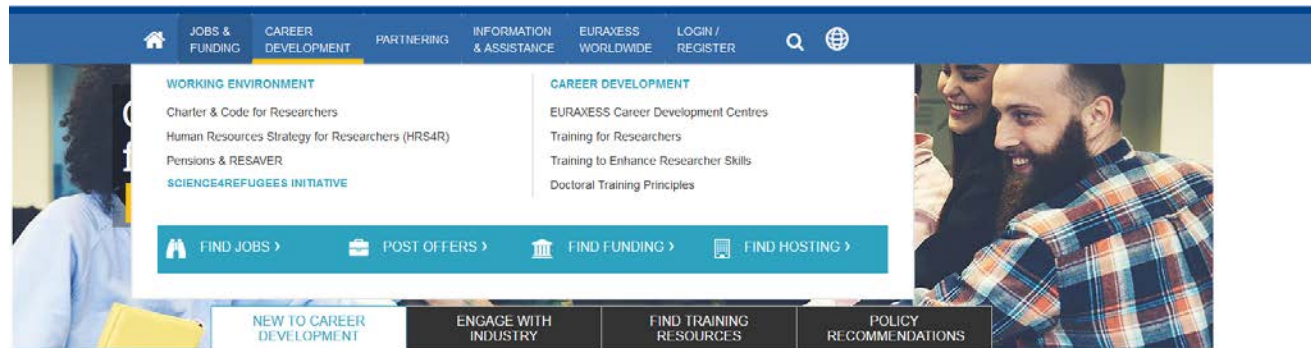 JOBS &
FUNDING
CAREER
DEVELOPMENT
PARTNERING
INFORMATION
& ASSISTANCE
EURAXESS
WORLDWIDE
LOGIN /
REGISTER
WORKING ENVIRONMENT
Charter & Code for Researchers
Human Resources Strategy for Researchers (HRS4R)
Pensions & RESAVER
SCIENCE4REFUGEES INITIATIVE
CAREER DEVELOPMENT
EURAXESS Career Development Centres
Training for Researchers
Training to Enhance Researcher Skills
Doctoral Training Principles
FIND JOBS ›
POST OFFERS ›
FIND FUNDING ›
FIND HOSTING ›
NEW TO CAREER
DEVELOPMENT
ENGAGE WITH
INDUSTRY
FIND TRAINING
RESOURCES
POLICY
RECOMMENDATIONS